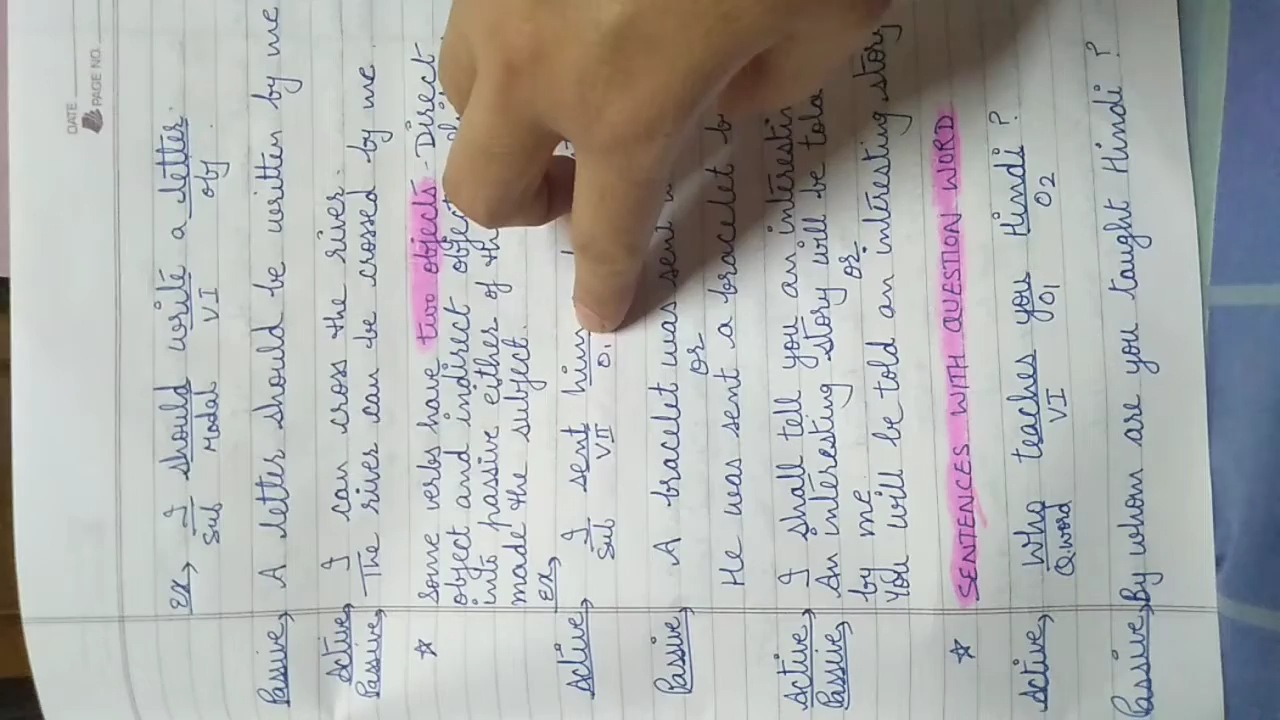 DATE
PAGE NO.
ex→ I should write a letter.
Sub Modal VI obj
Passive→ A letter should be written by me
Active→ I can cross the river.
Passive→ The river can be crossed by me.
☆ some verbs have two objects - Direct
object and indirect object
into passive either of the
made the subject.
ex→
Active→ I sent him
Sub VII O1
Passive→ A bracelet was sent
or
He was sent a bracelet
Active→ I shall tell you an
Passive→ An interesting story will be told
by me or
You will be told an interesting story
☆ SENTENCES WITH QUESTION WORD
Active→ Who teaches you Hindi ?
Q.word VI O1 O2
Passive→ By whom are you taught Hindi ?